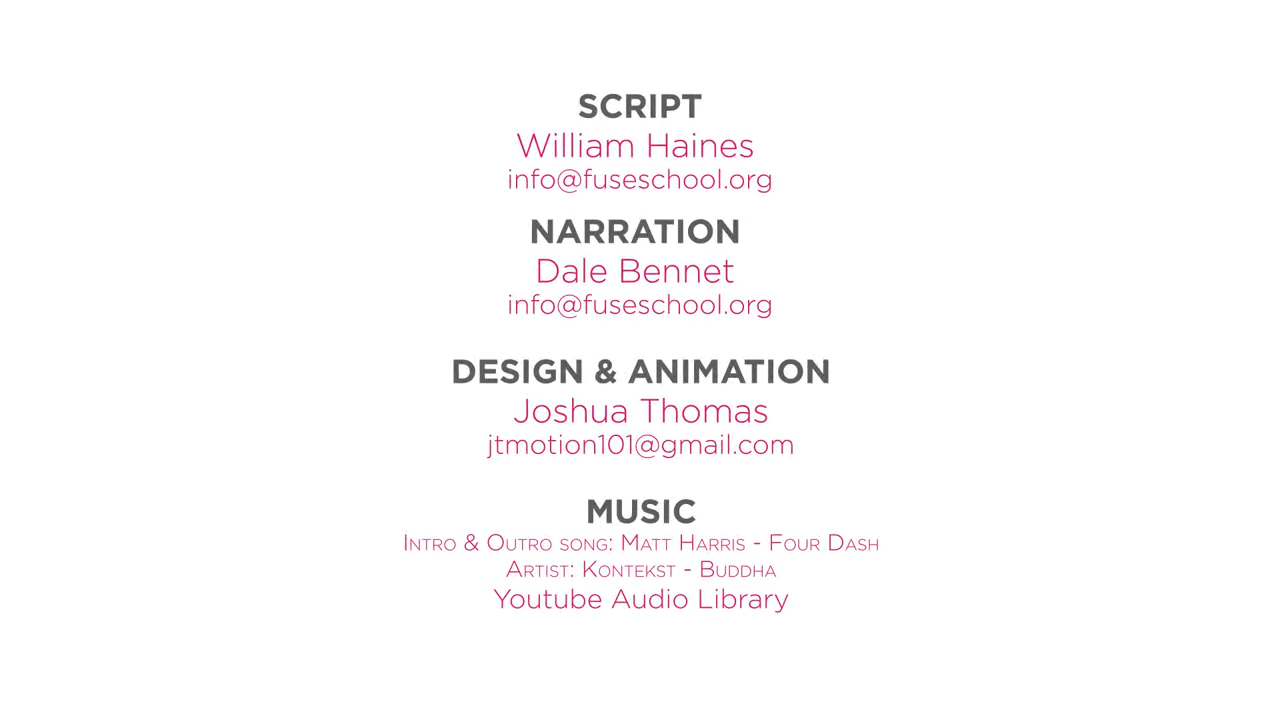 SCRIPT
William Haines
info@fuseschool.org
NARRATION
Dale Bennet
info@fuseschool.org
DESIGN & ANIMATION
Joshua Thomas
jtmotion101@gmail.com
MUSIC
Intro & Outro song: Matt Harris - Four Dash
Artist: Kontekst - Buddha
Youtube Audio Library